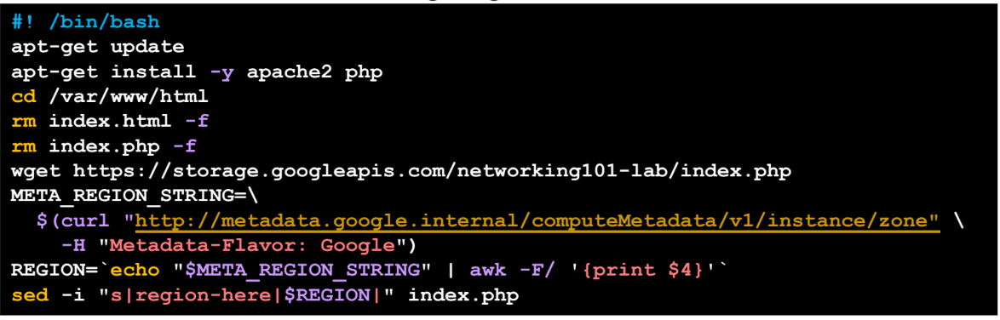 #! /bin/bash
apt-get update
apt-get install -y apache2 php
cd /var/www/html
rm index.html -f
rm index.php -f
wget https://storage.googleapis.com/networking101-lab/index.php
META_REGION_STRING=\
$(curl "http://metadata.google.internal/computeMetadata/v1/instance/zone" \
-H "Metadata-Flavor: Google")
REGION=`echo "$META_REGION_STRING" | awk -F/ '{print $4}'`
sed -i "s|region-here|$REGION|" index.php